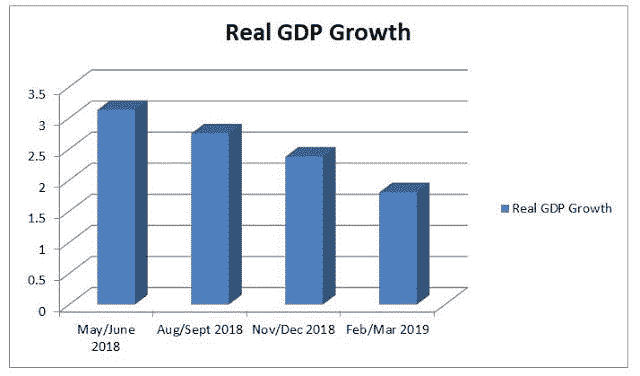 Real GDP Growth
3.5
3
2.5
2
1.5
1
0.5
0
May/June
2018
Aug/Sept 2018
Nov/Dec 2018
Feb/Mar 2019
Real GDP Growth